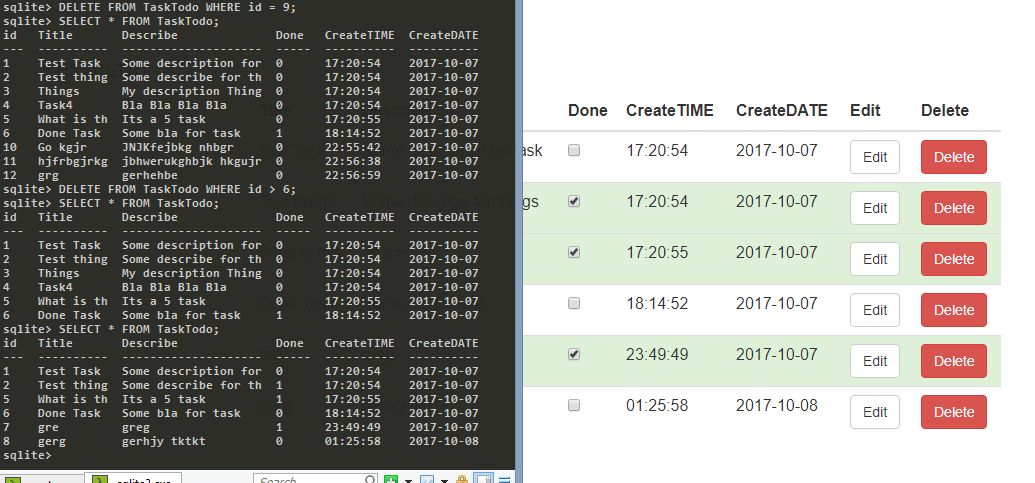 sqlite> DELETE FROM TaskTodo WHERE id = 9;
sqlite> SELECT * FROM TaskTodo;
id Title Describe Done CreateTIME CreateDATE
--- ---------- -------------------- ----- ---------- ----------
1 Test Task Some description for 0 17:20:54 2017-10-07
2 Test thing Some describe for th 0 17:20:54 2017-10-07
3 Things My description Thing 0 17:20:54 2017-10-07
4 Task4 Bla Bla Bla Bla 0 17:20:54 2017-10-07
5 What is th Its a 5 task 0 17:20:55 2017-10-07
6 Done Task Some bla for task 1 18:14:52 2017-10-07
10 Go kgjr JNJKfejbkg nhbgr 0 22:55:42 2017-10-07
11 hjfrbgjrkg jbhwerukghbjk hkgujr 0 22:56:38 2017-10-07
12 grg gerhehbe 0 22:56:59 2017-10-07
sqlite> DELETE FROM TaskTodo WHERE id > 6;
sqlite> SELECT * FROM TaskTodo;
id Title Describe Done CreateTIME CreateDATE
--- ---------- -------------------- ----- ---------- ----------
1 Test Task Some description for 0 17:20:54 2017-10-07
2 Test thing Some describe for th 0 17:20:54 2017-10-07
3 Things My description Thing 0 17:20:54 2017-10-07
4 Task4 Bla Bla Bla Bla 0 17:20:54 2017-10-07
5 What is th Its a 5 task 0 17:20:55 2017-10-07
6 Done Task Some bla for task 1 18:14:52 2017-10-07
sqlite> SELECT * FROM TaskTodo;
id Title Describe Done CreateTIME CreateDATE
--- ---------- -------------------- ----- ---------- ----------
1 Test Task Some description for 0 17:20:54 2017-10-07
2 Test thing Some describe for th 1 17:20:54 2017-10-07
5 What is th Its a 5 task 1 17:20:55 2017-10-07
6 Done Task Some bla for task 0 18:14:52 2017-10-07
7 gre greg 1 23:49:49 2017-10-07
8 gerg gerhjy tktkt 0 01:25:58 2017-10-08
sqlite>
Search
Done CreateTIME CreateDATE Edit Delete
task 17:20:54 2017-10-07 Edit Delete
Test things Some describe for things 17:20:54 2017-10-07 Edit Delete
17:20:55 2017-10-07 Edit Delete
18:14:52 2017-10-07 Edit Delete
23:49:49 2017-10-07 Edit Delete
01:25:58 2017-10-08 Edit Delete